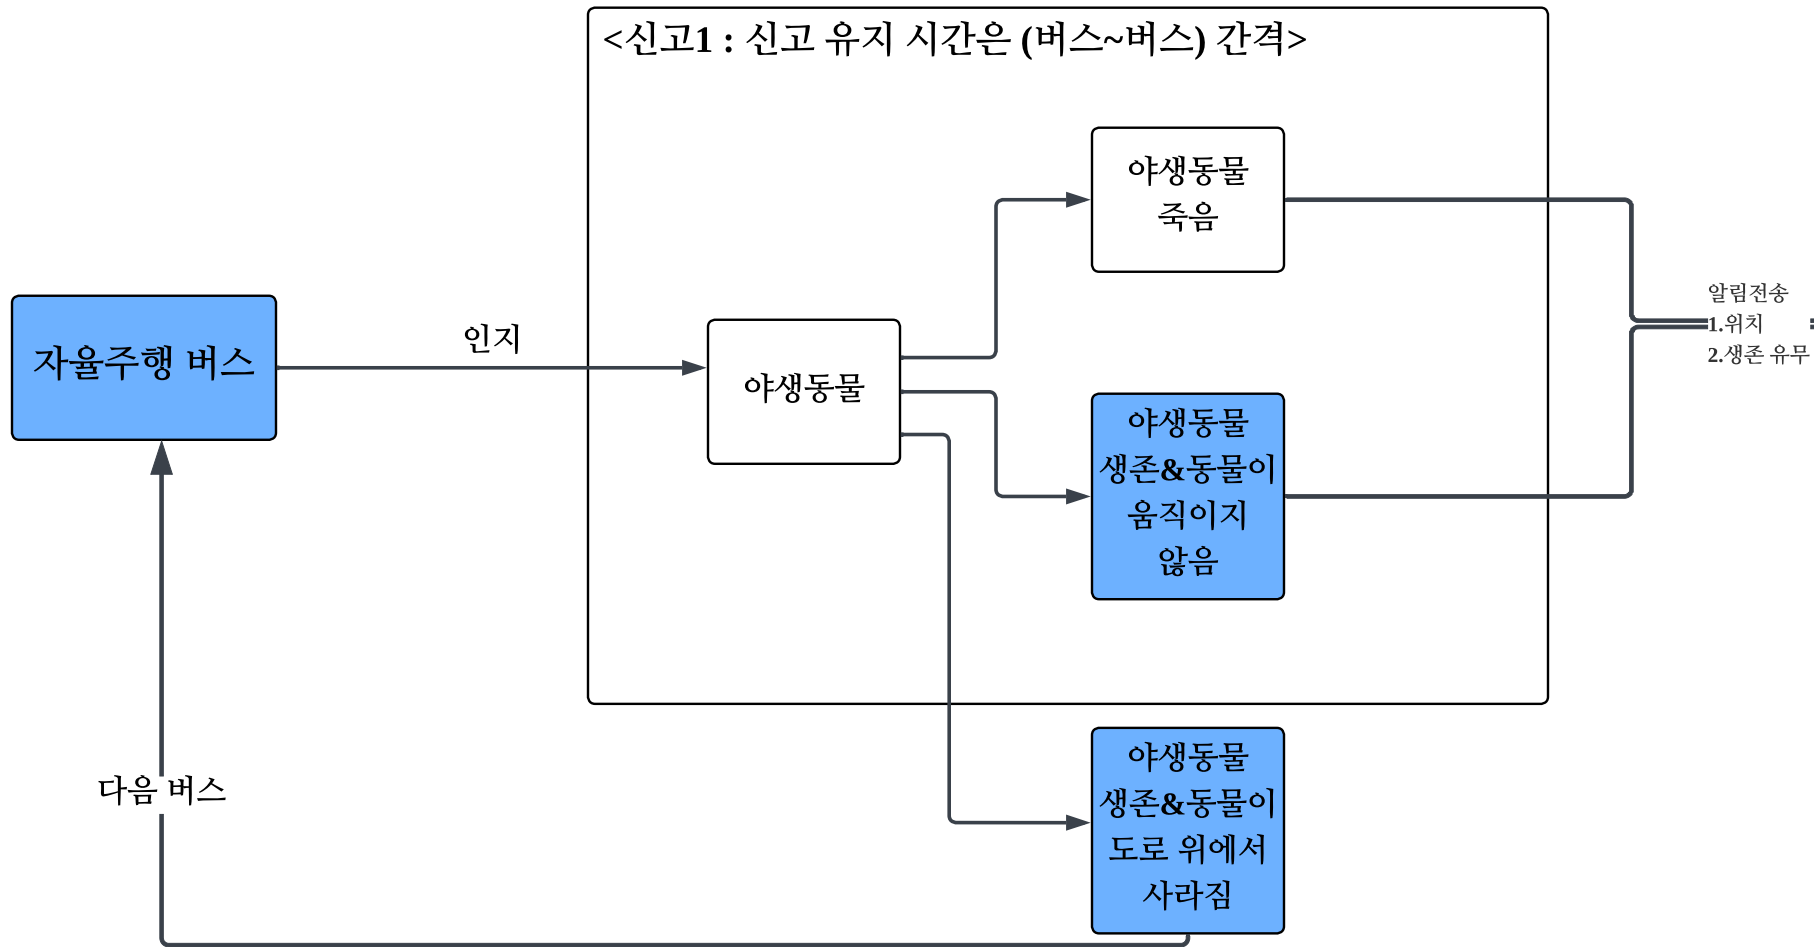 <신고1 : 신고 유지 시간은 (버스~버스) 간격>
야생동물
죽음
자율주행 버스
인지
야생동물
알림전송
1.위치
2.생존 유무
야생동물
생존&동물이
움직이지
않음
야생동물
생존&동물이
도로 위에서
사라짐
다음 버스